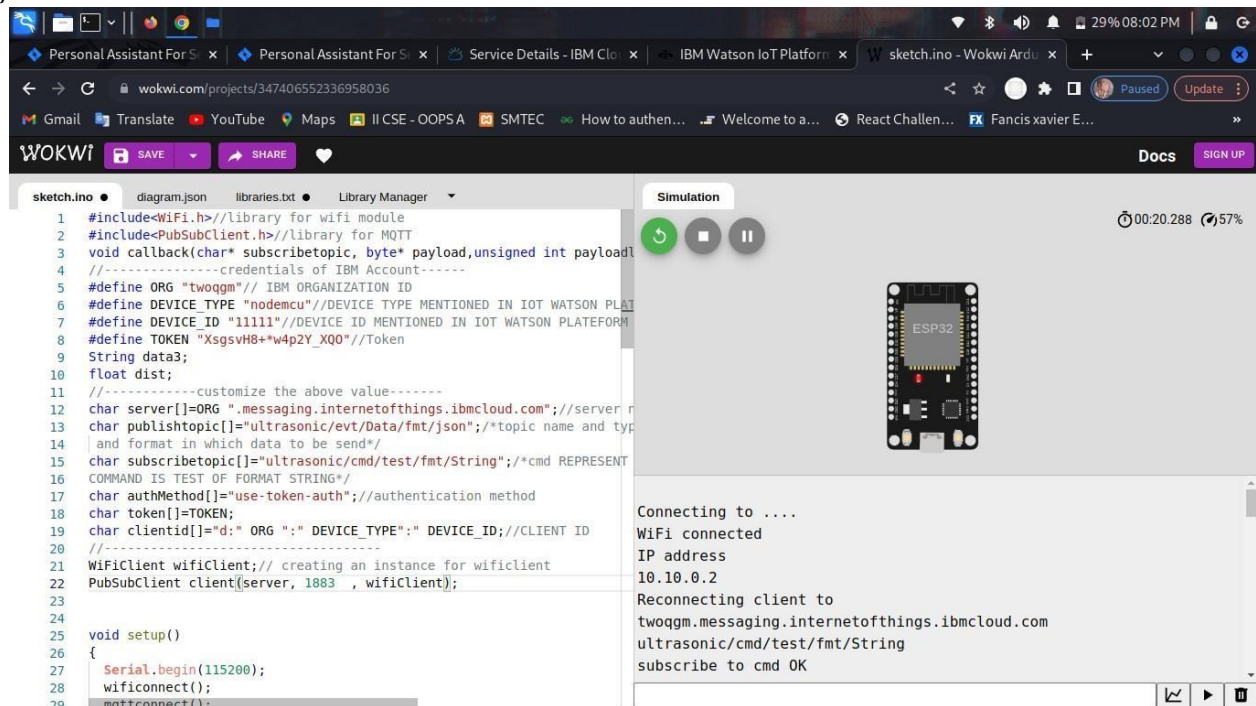 29% 08:02 PM
Personal Assistant For Se
Personal Assistant For Se
Service Details - IBM Clou
IBM Watson IoT Platform
sketch.ino - Wokwi Ardu
wokwi.com/projects/347406552336958036
Paused
Update
Gmail
Translate
YouTube
Maps
II CSE - OOPS A
SMTEC
How to authen...
Welcome to a...
React Challen...
Fancis xavier E...
»
WOKWi
SAVE
SHARE
Docs
SIGN UP
sketch.ino
diagram.json
libraries.txt
Library Manager
1 #include<WiFi.h>//library for wifi module
2 #include<PubSubClient.h>//library for MQTT
3 void callback(char* subscribetopic, byte* payload,unsigned int payloadl
4 //---------------credentials of IBM Account------
5 #define ORG "twoqgm"// IBM ORGANIZATION ID
6 #define DEVICE_TYPE "nodemcu"//DEVICE TYPE MENTIONED IN IOT WATSON PLAT
7 #define DEVICE_ID "11111"//DEVICE ID MENTIONED IN IOT WATSON PLATEFORM
8 #define TOKEN "XsgsvH8+*w4p2Y_XQO"//Token
9 String data3;
10 float dist;
11 //------------customize the above value-------
12 char server[]=ORG ".messaging.internetofthings.ibmcloud.com";//server n
13 char publishtopic[]="ultrasonic/evt/Data/fmt/json";/*topic name and typ
14 and format in which data to be send*/
15 char subscribetopic[]="ultrasonic/cmd/test/fmt/String";/*cmd REPRESENT
16 COMMAND IS TEST OF FORMAT STRING*/
17 char authMethod[]="use-token-auth";//authentication method
18 char token[]=TOKEN;
19 char clientid[]="d:" ORG ":" DEVICE_TYPE":" DEVICE_ID;//CLIENT ID
20 //-------------------------------------
21 WiFiClient wifiClient;// creating an instance for wificlient
22 PubSubClient client(server, 1883 , wifiClient);
23
24
25 void setup()
26 {
27 Serial.begin(115200);
28 wificonnect();
29 mqttconnect();
Simulation
00:20.288 57%
ESP32
Connecting to ....
WiFi connected
IP address
10.10.0.2
Reconnecting client to
twoqgm.messaging.internetofthings.ibmcloud.com
ultrasonic/cmd/test/fmt/String
subscribe to cmd OK